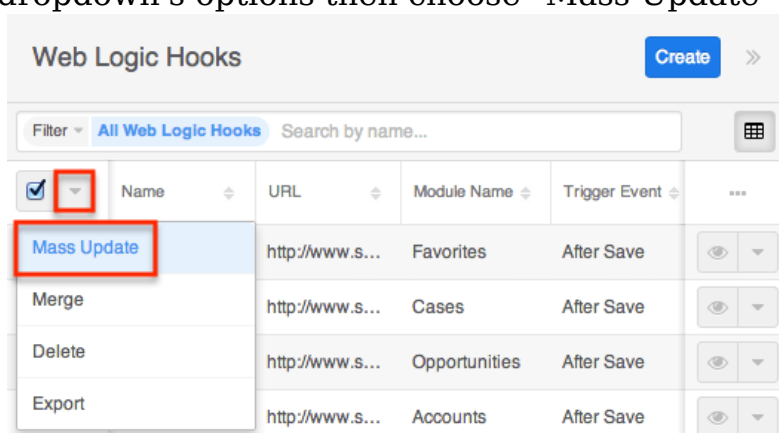 dropdown's options then choose "Mass Update"
Web Logic Hooks Create
Filter All Web Logic Hooks Search by name...
Name URL Module Name Trigger Event
Mass Update http://www.s... Favorites After Save
Merge http://www.s... Cases After Save
Delete http://www.s... Opportunities After Save
Export http://www.s... Accounts After Save